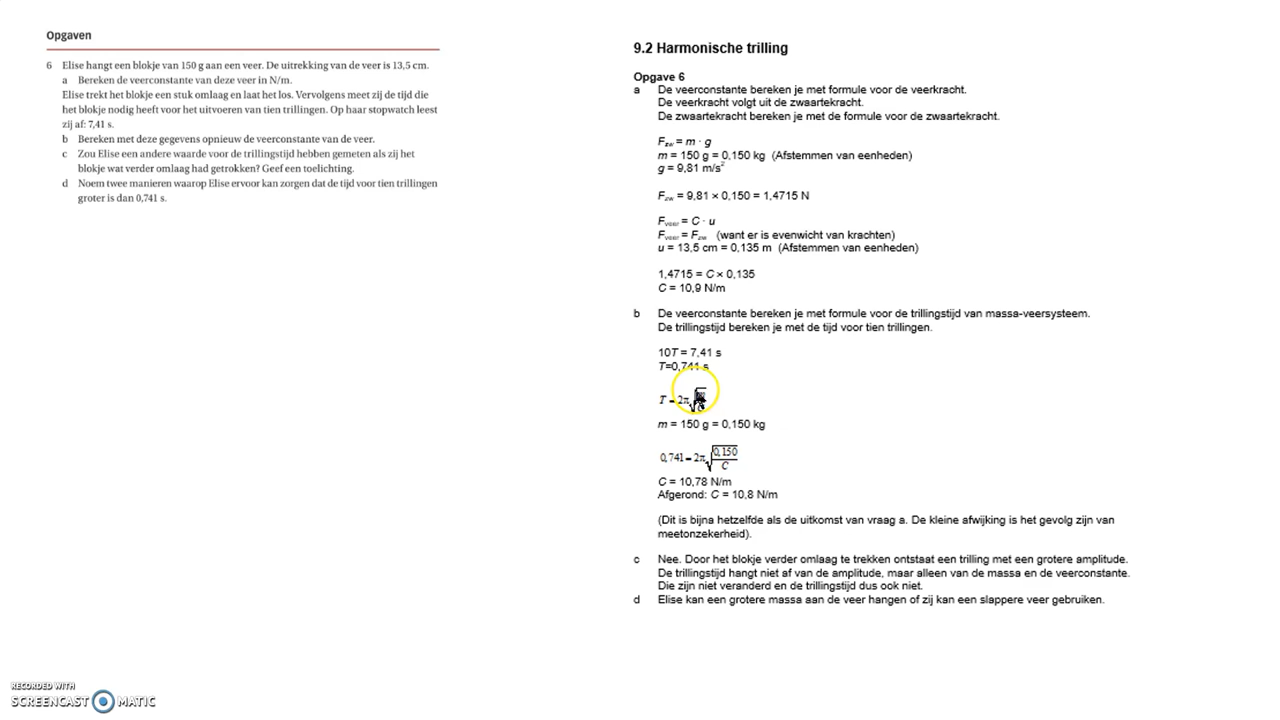 Opgaven
6 Elise hangt een blokje van 150 g aan een veer. De uitrekking van de veer is 13,5 cm.
a Bereken de veerconstante van deze veer in N/m.
Elise trekt het blokje een stuk omlaag en laat het los. Vervolgens meet zij de tijd die
het blokje nodig heeft voor het uitvoeren van tien trillingen. Op haar stopwatch leest
zij af: 7,41 s.
b Bereken met deze gegevens opnieuw de veerconstante van de veer.
c Zou Elise een andere waarde voor de trillingstijd hebben gemeten als zij het
blokje wat verder omlaag had getrokken? Geef een toelichting.
d Noem twee manieren waarop Elise ervoor kan zorgen dat de tijd voor tien trillingen
groter is dan 0,741 s.
9.2 Harmonische trilling
Opgave 6
a De veerconstante bereken je met formule voor de veerkracht.
De veerkracht volgt uit de zwaartekracht.
De zwaartekracht bereken je met de formule voor de zwaartekracht.
Fzw = m · g
m = 150 g = 0,150 kg (Afstemmen van eenheden)
g = 9,81 m/s²
Fzw = 9,81 × 0,150 = 1,4715 N
Fveer = C · u
Fveer = Fzw (want er is evenwicht van krachten)
u = 13,5 cm = 0,135 m (Afstemmen van eenheden)
1,4715 = C × 0,135
C = 10,9 N/m
b De veerconstante bereken je met formule voor de trillingstijd van massa-veersysteem.
De trillingstijd bereken je met de tijd voor tien trillingen.
10T = 7,41 s
T=0,741 s
T = 2π√
m = 150 g = 0,150 kg
0,741 = 2π√(0,150/C)
C = 10,78 N/m
Afgerond: C = 10,8 N/m
(Dit is bijna hetzelfde als de uitkomst van vraag a. De kleine afwijking is het gevolg zijn van
meetonzekerheid).
c Nee. Door het blokje verder omlaag te trekken ontstaat een trilling met een grotere amplitude.
De trillingstijd hangt niet af van de amplitude, maar alleen van de massa en de veerconstante.
Die zijn niet veranderd en de trillingstijd dus ook niet.
d Elise kan een grotere massa aan de veer hangen of zij kan een slappere veer gebruiken.
RECORDED WITH
SCREENCAST MATIC